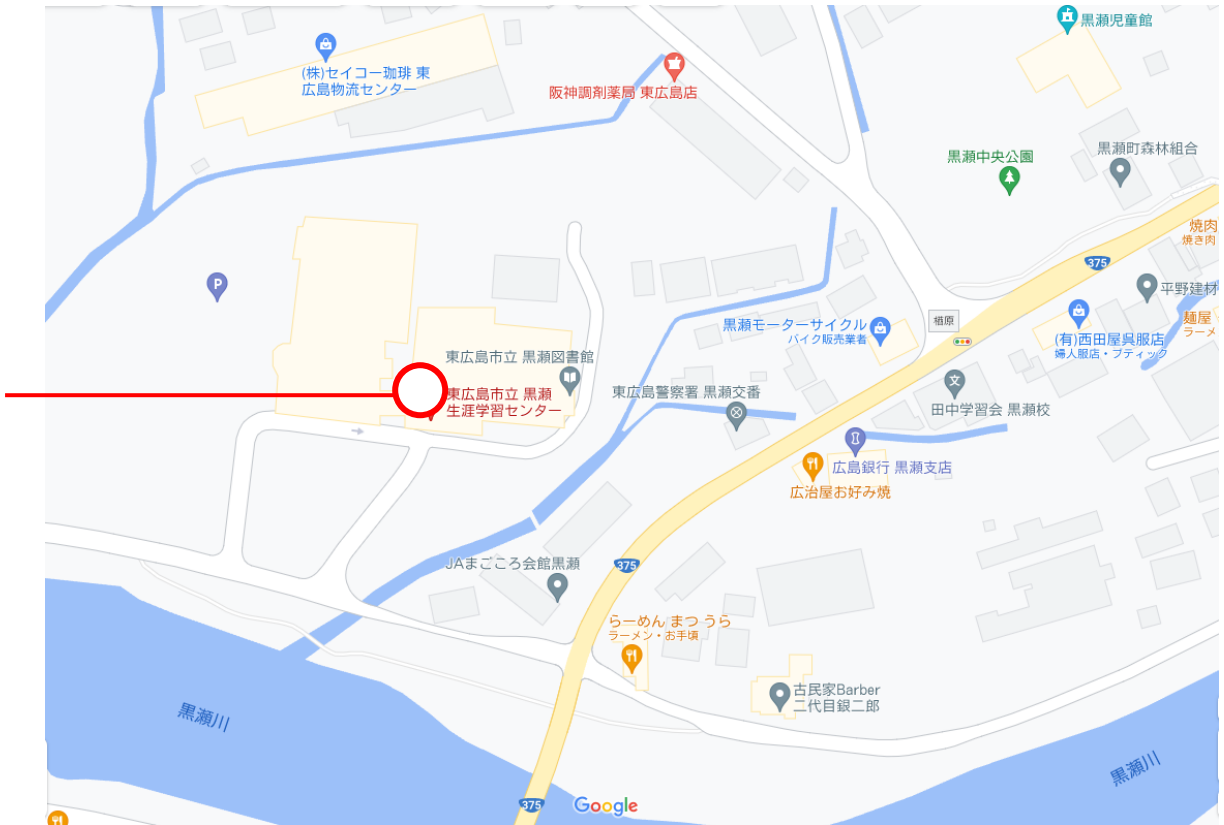 黒瀬児童館
(株)セイコー珈琲 東
広島物流センター
阪神調剤薬局 東広島店
黒瀬町森林組合
黒瀬中央公園
焼肉
焼き肉
375
P
平野建材
麺屋
ラーメ
楢原
黒瀬モーターサイクル
バイク販売業者
(有)西田屋呉服店
婦人服店・ブティック
東広島市立 黒瀬図書館
東広島市立 黒瀬
生涯学習センター
東広島警察署 黒瀬交番
文
田中学習会 黒瀬校
広島銀行 黒瀬支店
広治屋お好み焼
JAまごころ会館黒瀬
375
らーめん まつ うら
ラーメン・お手頃
古民家Barber
二代目銀二郎
黒瀬川
黒瀬川
375
Google